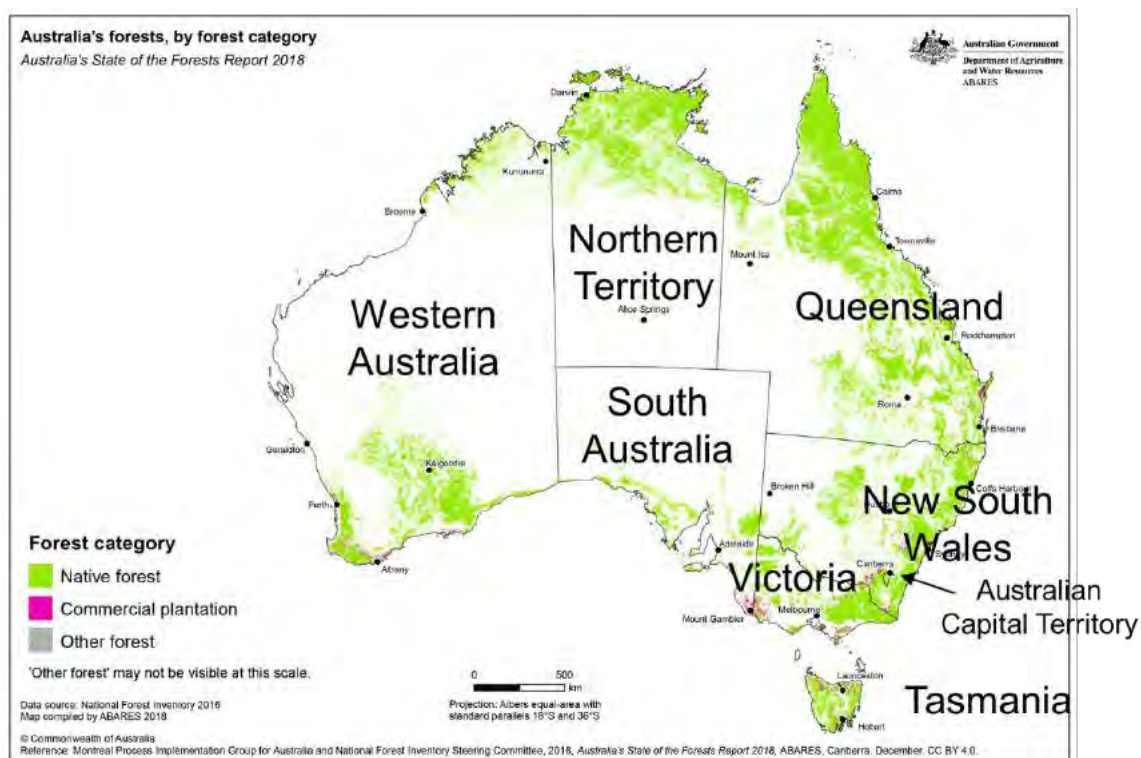 Australia's forests, by forest category
Australia's State of the Forests Report 2018
Australian Government
Department of Agriculture
and Water Resources
ABARES
Darwin
Kununurra
Broome
Cairns
Townsville
Mount Isa
Northern
Territory
Alice Springs
Western
Australia
Queensland
Rockhampton
South
Australia
Roma
Brisbane
Geraldton
Kalgoorlie
Broken Hill
Coffs Harbour
New South
Wales
Perth
Adelaide
Sydney
Canberra
Victoria
Albany
Mount Gambier
Melbourne
Australian
Capital Territory
Launceston
Tasmania
Hobart
Forest category
Native forest
Commercial plantation
Other forest
'Other forest' may not be visible at this scale.
0 500
km
Projection: Albers equal-area with
standard parallels 18°S and 36°S
Data source: National Forest Inventory 2016
Map compiled by ABARES 2018
© Commonwealth of Australia
Reference: Montreal Process Implementation Group for Australia and National Forest Inventory Steering Committee, 2018, Australia's State of the Forests Report 2018, ABARES, Canberra, December. CC BY 4.0.